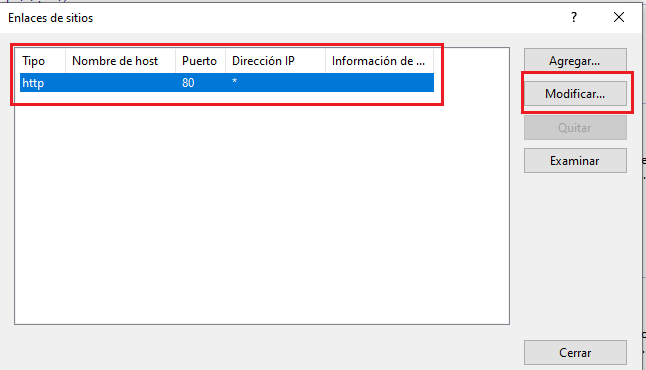 Enlaces de sitios
?
Tipo Nombre de host Puerto Dirección IP Información de ...
http 80 *
Agregar...
Modificar...
Quitar
Examinar
Cerrar